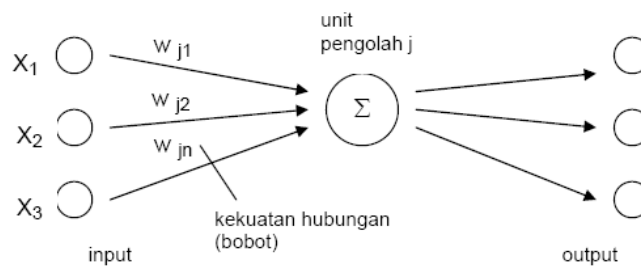 unit
pengolah j
X1
w j1
Σ
X2
w j2
w jn
X3
kekuatan hubungan
(bobot)
input
output